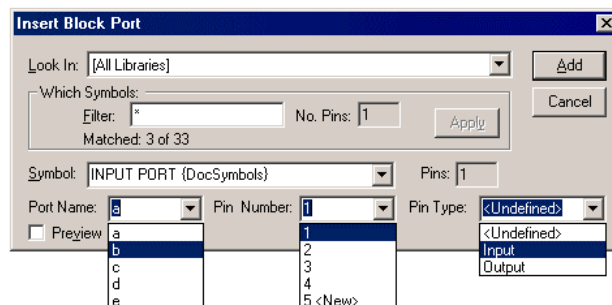 Insert Block Port
Look In: [All Libraries] Add
Which Symbols: Cancel
Filter: * No. Pins: 1 Apply
Matched: 3 of 33
Symbol: INPUT PORT {DocSymbols} Pins: 1
Port Name: a Pin Number: 1 Pin Type: <Undefined>
Preview a 1 <Undefined>
b 2 Input
c 3 Output
d 4
e 5 <New>